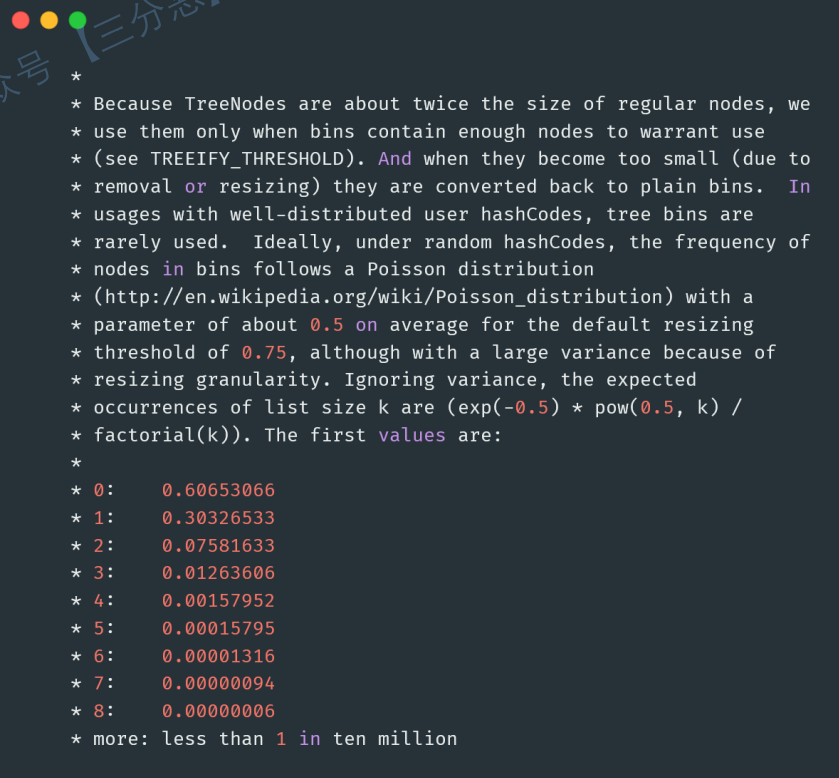 众号【三分恶】
*
* Because TreeNodes are about twice the size of regular nodes, we
* use them only when bins contain enough nodes to warrant use
* (see TREEIFY_THRESHOLD). And when they become too small (due to
* removal or resizing) they are converted back to plain bins.  In
* usages with well-distributed user hashCodes, tree bins are
* rarely used.  Ideally, under random hashCodes, the frequency of
* nodes in bins follows a Poisson distribution
* (http://en.wikipedia.org/wiki/Poisson_distribution) with a
* parameter of about 0.5 on average for the default resizing
* threshold of 0.75, although with a large variance because of
* resizing granularity. Ignoring variance, the expected
* occurrences of list size k are (exp(-0.5) * pow(0.5, k) /
* factorial(k)). The first values are:
*
* 0:    0.60653066
* 1:    0.30326533
* 2:    0.07581633
* 3:    0.01263606
* 4:    0.00157952
* 5:    0.00015795
* 6:    0.00001316
* 7:    0.00000094
* 8:    0.00000006
* more: less than 1 in ten million